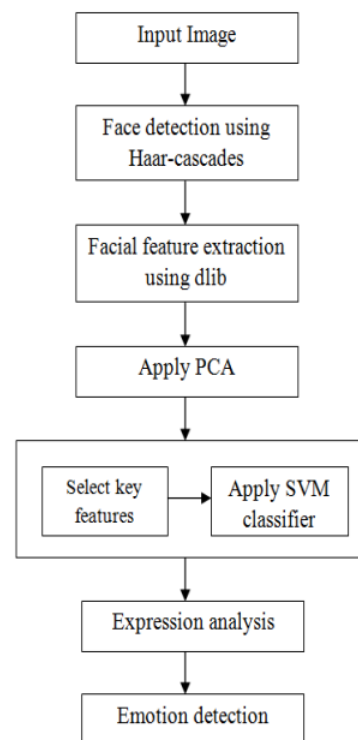 Input Image
Face detection using
Haar-cascades
Facial feature extraction
using dlib
Apply PCA
Select key
features
Apply SVM
classifier
Expression analysis
Emotion detection